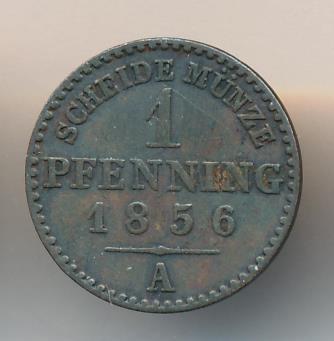 SCHEIDE MÜNZE
1
PFENNING
1856
A